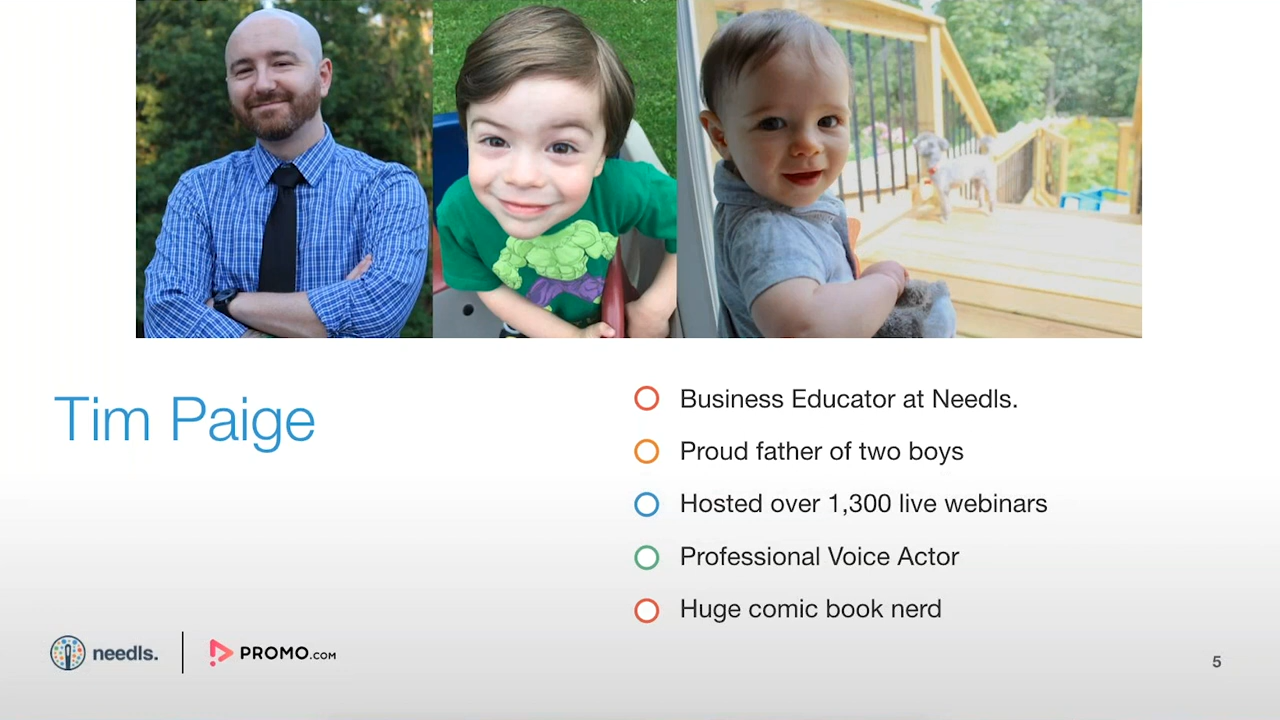 Tim Paige
Business Educator at Needls.
Proud father of two boys
Hosted over 1,300 live webinars
Professional Voice Actor
Huge comic book nerd
needls.
PROMO.COM
5